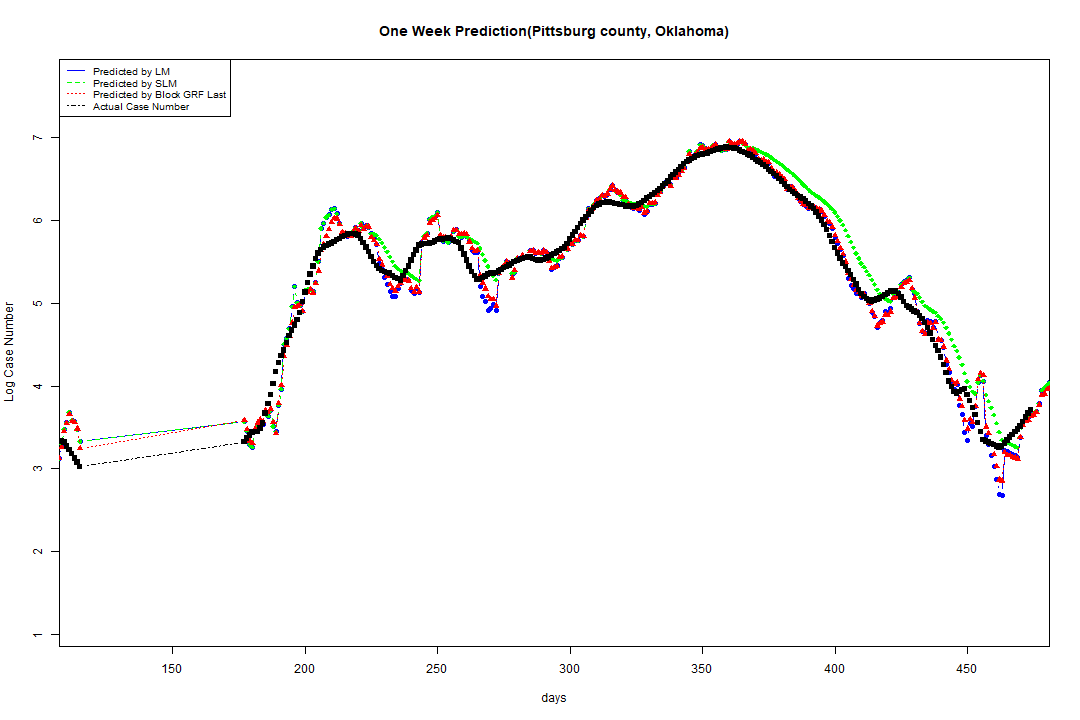 One Week Prediction(Pittsburg county, Oklahoma)
Predicted by LM
Predicted by SLM
Predicted by Block GRF Last
Actual Case Number
Log Case Number
7
6
5
4
3
2
1
150 200 250 300 350 400 450
days